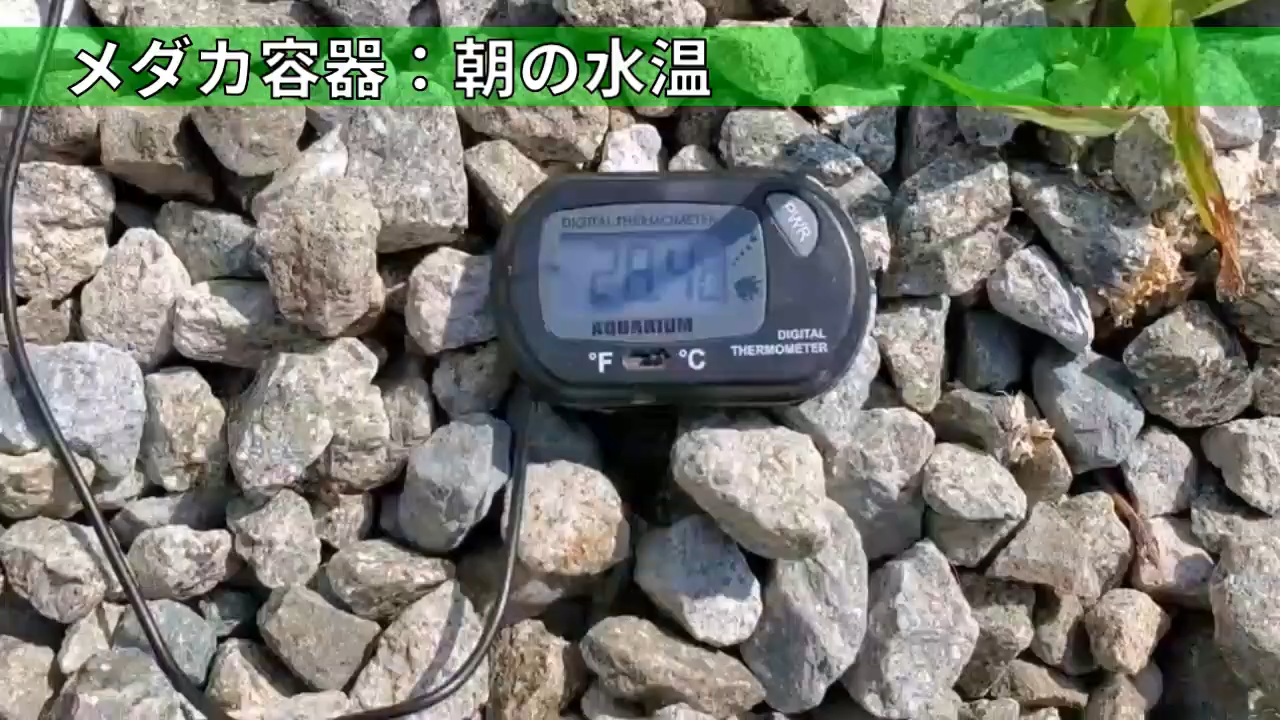 メダカ容器：朝の水温
DIGITAL THERMOMETER
PWR
AQUARIUM
°F °C
DIGITAL
THERMOMETER